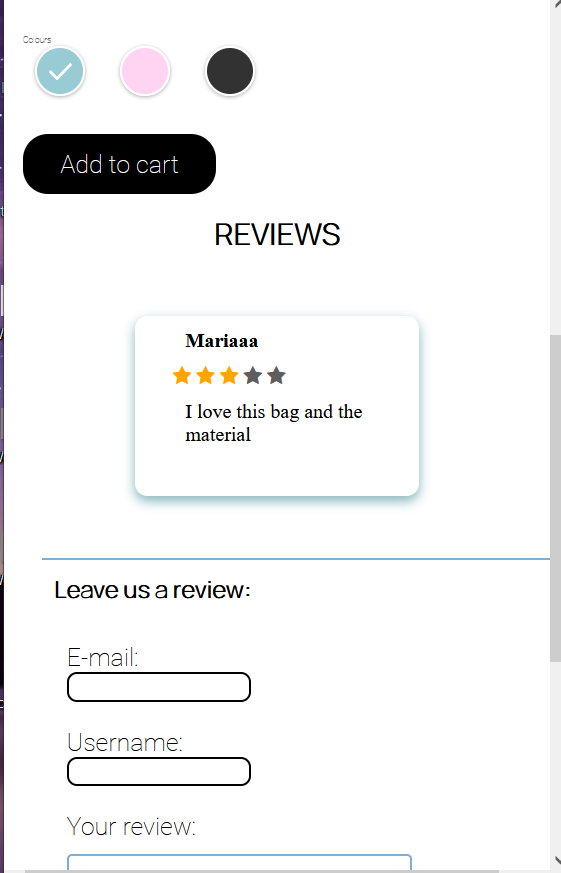 Colours
Add to cart
REVIEWS
Mariaaa
I love this bag and the
material
Leave us a review:
E-mail:
Username:
Your review: